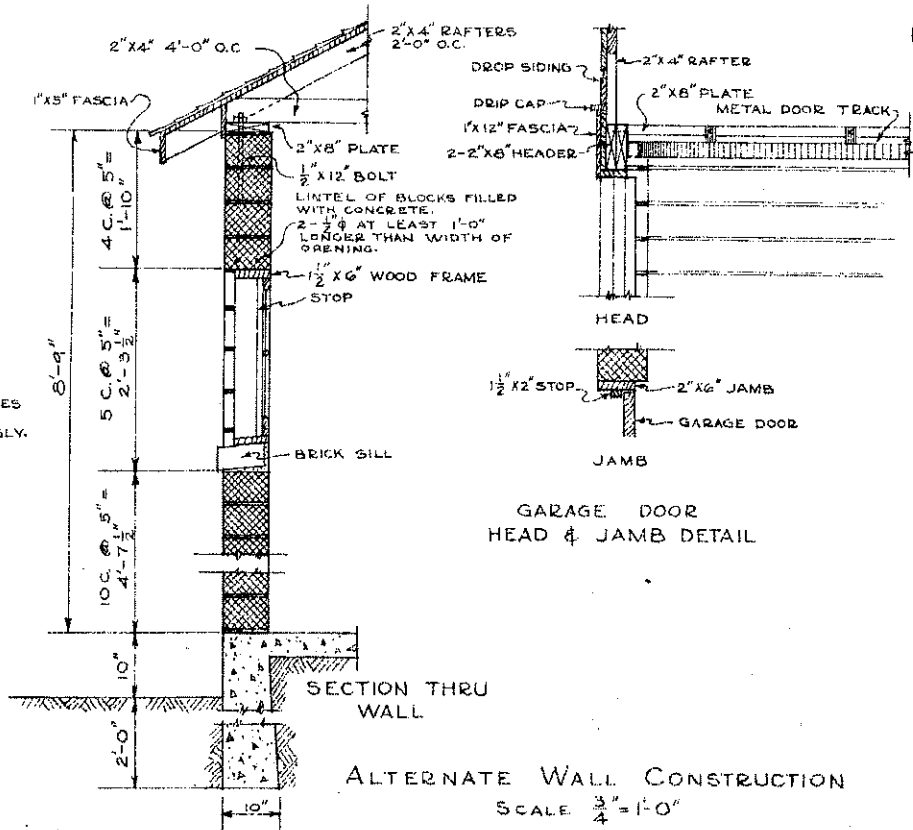 2"X4" 4'-0" O.C.
2"X4" RAFTERS
2'-0" O.C.
1"X5" FASCIA
2"X8" PLATE
1/2" X12" BOLT
LINTEL OF BLOCKS FILLED
WITH CONCRETE.
2-1/2" φ AT LEAST 1'-0"
LONGER THAN WIDTH OF
OPENING.
1 1/2" X6" WOOD FRAME
STOP
BRICK SILL
4 C. @ 5" =
1'-10"
5 C. @ 5" =
2'-3 1/2"
10 C. @ 5" =
4'-7 1/2"
8'-9"
10"
2'-0"
10"
ES
LY.
SECTION THRU
WALL
DROP SIDING
2"X4" RAFTER
DRIP CAP
2"X8" PLATE
METAL DOOR TRACK
1"X12" FASCIA
2-2"X8" HEADER
HEAD
1 1/2" X2" STOP
2"X6" JAMB
GARAGE DOOR
JAMB
GARAGE DOOR
HEAD & JAMB DETAIL
ALTERNATE WALL CONSTRUCTION
SCALE 3/4" = 1'-0"